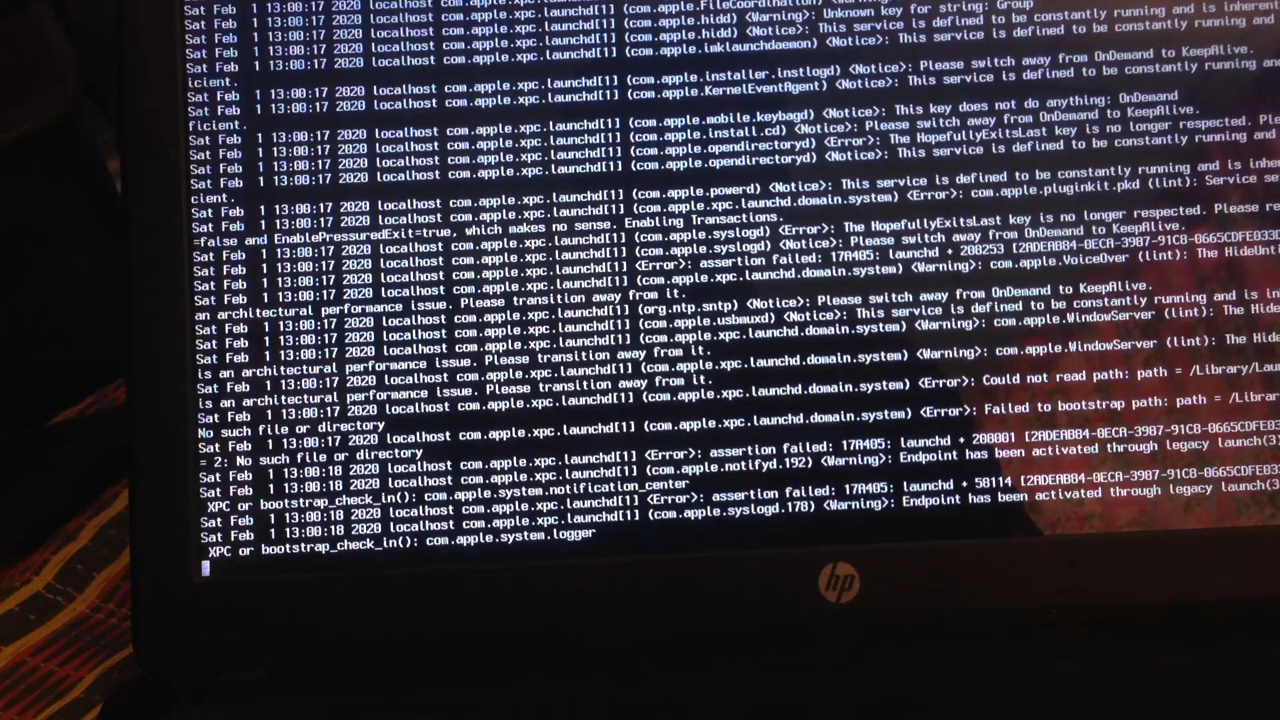 Sat Feb 1 13:00:17 2020 localhost com.apple.xpc.launchd[1] (com.apple.FileCoordination) <Warning>: Unknown key for string: Group
Sat Feb 1 13:00:17 2020 localhost com.apple.xpc.launchd[1] (com.apple.hidd) <Notice>: This service is defined to be constantly running and is inherent
Sat Feb 1 13:00:17 2020 localhost com.apple.xpc.launchd[1] (com.apple.hidd)
Sat Feb 1 13:00:17 2020 localhost com.apple.xpc.launchd[1] (com.apple.imklaunchdaemon) <Notice>: This service is defined to be constantly running and
icient.
Sat Feb 1 13:00:17 2020 localhost com.apple.xpc.launchd[1] (com.apple.installer.instlogd) <Notice>: Please switch away from OnDemand to KeepAlive.
Sat Feb 1 13:00:17 2020 localhost com.apple.xpc.launchd[1] (com.apple.KernelEventAgent) <Notice>: This service is defined to be constantly running and
ficient.
Sat Feb 1 13:00:17 2020 localhost com.apple.xpc.launchd[1] (com.apple.mobile.keybagd) <Notice>: This key does not do anything: OnDemand
Sat Feb 1 13:00:17 2020 localhost com.apple.xpc.launchd[1] (com.apple.install.cd) <Notice>: Please switch away from OnDemand to KeepAlive.
Sat Feb 1 13:00:17 2020 localhost com.apple.xpc.launchd[1] (com.apple.opendirectoryd) <Error>: The HopefullyExitsLast key is no longer respected. Ple
Sat Feb 1 13:00:17 2020 localhost com.apple.xpc.launchd[1] (com.apple.opendirectoryd) <Notice>: This service is defined to be constantly running and
cient.
Sat Feb 1 13:00:17 2020 localhost com.apple.xpc.launchd[1] (com.apple.powerd) <Notice>: This service is defined to be constantly running and is inhe
Sat Feb 1 13:00:17 2020 localhost com.apple.xpc.launchd[1] (com.apple.xpc.launchd.domain.system) <Error>: com.apple.pluginkit.pkd (lint): Service se
=false and EnablePressuredExit=true, which makes no sense. Enabling Transactions.
Sat Feb 1 13:00:17 2020 localhost com.apple.xpc.launchd[1] (com.apple.syslogd) <Error>: The HopefullyExitsLast key is no longer respected. Please re
Sat Feb 1 13:00:17 2020 localhost com.apple.xpc.launchd[1] (com.apple.syslogd) <Notice>: Please switch away from OnDemand to KeepAlive.
Sat Feb 1 13:00:17 2020 localhost com.apple.xpc.launchd[1] <Error>: assertion failed: 17A405: launchd + 208253 [2ADEAB84-0ECA-3987-91C8-0665CDFE033D
Sat Feb 1 13:00:17 2020 localhost com.apple.xpc.launchd[1] (com.apple.xpc.launchd.domain.system) <Warning>: com.apple.VoiceOver (lint): The HideUnti
an architectural performance issue. Please transition away from it.
Sat Feb 1 13:00:17 2020 localhost com.apple.xpc.launchd[1] (org.ntp.sntp) <Notice>: Please switch away from OnDemand to KeepAlive.
Sat Feb 1 13:00:17 2020 localhost com.apple.xpc.launchd[1] (com.apple.usbmuxd) <Notice>: This service is defined to be constantly running and is in
Sat Feb 1 13:00:17 2020 localhost com.apple.xpc.launchd[1] (com.apple.xpc.launchd.domain.system) <Warning>: com.apple.WindowServer (lint): The Hide
is an architectural performance issue. Please transition away from it.
Sat Feb 1 13:00:17 2020 localhost com.apple.xpc.launchd[1] (com.apple.xpc.launchd.domain.system) <Warning>: com.apple.WindowServer (lint): The Hide
is an architectural performance issue. Please transition away from it.
Sat Feb 1 13:00:17 2020 localhost com.apple.xpc.launchd[1] (com.apple.xpc.launchd.domain.system) <Error>: Could not read path: path = /Library/Lau
No such file or directory
Sat Feb 1 13:00:17 2020 localhost com.apple.xpc.launchd[1] (com.apple.xpc.launchd.domain.system) <Error>: Failed to bootstrap path: path = /Librar
= 2: No such file or directory
Sat Feb 1 13:00:18 2020 localhost com.apple.xpc.launchd[1] <Error>: assertion failed: 17A405: launchd + 208001 [2ADEAB84-0ECA-3987-91C8-0665CDFE03
Sat Feb 1 13:00:18 2020 localhost com.apple.xpc.launchd[1] (com.apple.notifyd.192) <Warning>: Endpoint has been activated through legacy launch(3)
XPC or bootstrap_check_in(): com.apple.system.notification_center
Sat Feb 1 13:00:18 2020 localhost com.apple.xpc.launchd[1] <Error>: assertion failed: 17A405: launchd + 58114 [2ADEAB84-0ECA-3987-91C8-0665CDFE03
Sat Feb 1 13:00:18 2020 localhost com.apple.xpc.launchd[1] (com.apple.syslogd.178) <Warning>: Endpoint has been activated through legacy launch(3
XPC or bootstrap_check_in(): com.apple.system.logger
hp